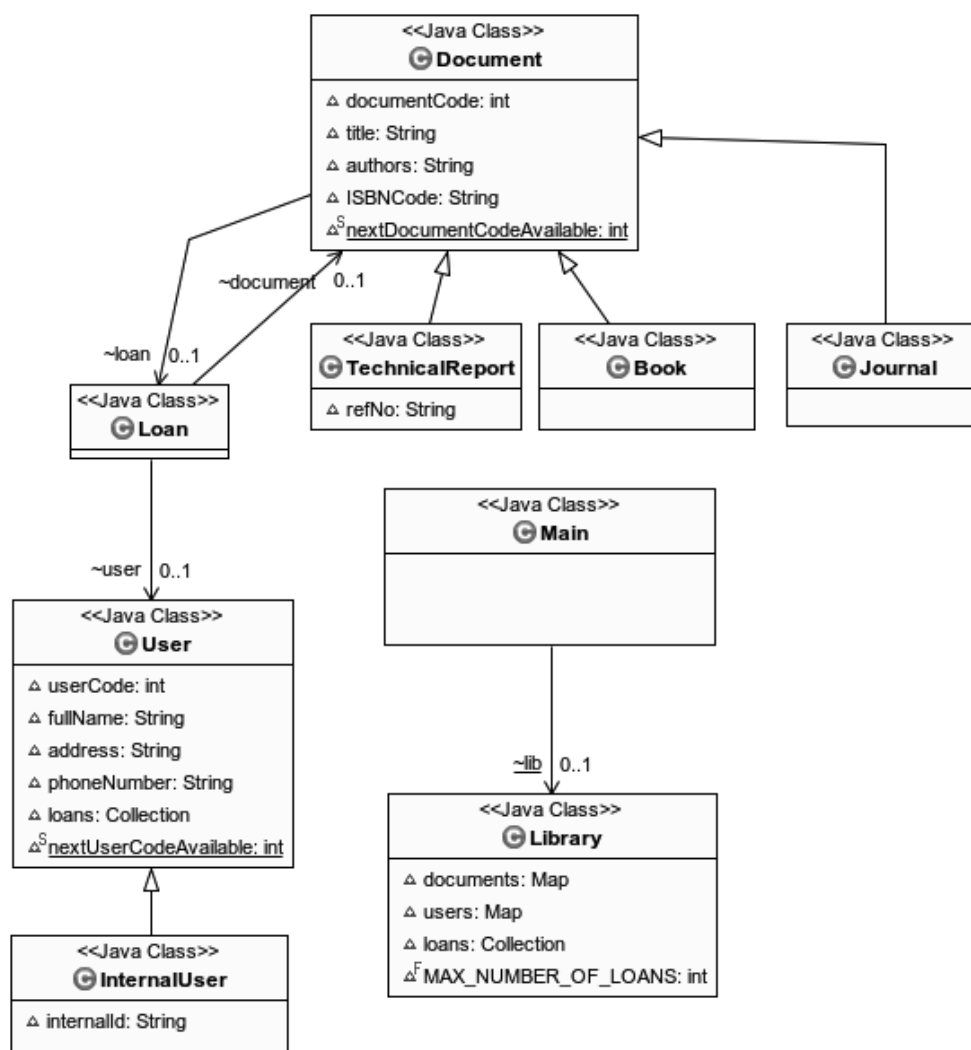 <<Java Class>>
Document
documentCode: int
title: String
authors: String
ISBNCode: String
S nextDocumentCodeAvailable: int
~document 0..1
~loan 0..1
<<Java Class>>
TechnicalReport
refNo: String
<<Java Class>>
Book
<<Java Class>>
Journal
<<Java Class>>
Loan
~user 0..1
<<Java Class>>
Main
<<Java Class>>
User
userCode: int
fullName: String
address: String
phoneNumber: String
loans: Collection
S nextUserCodeAvailable: int
~lib 0..1
<<Java Class>>
Library
documents: Map
users: Map
loans: Collection
F MAX_NUMBER_OF_LOANS: int
<<Java Class>>
InternalUser
internalId: String